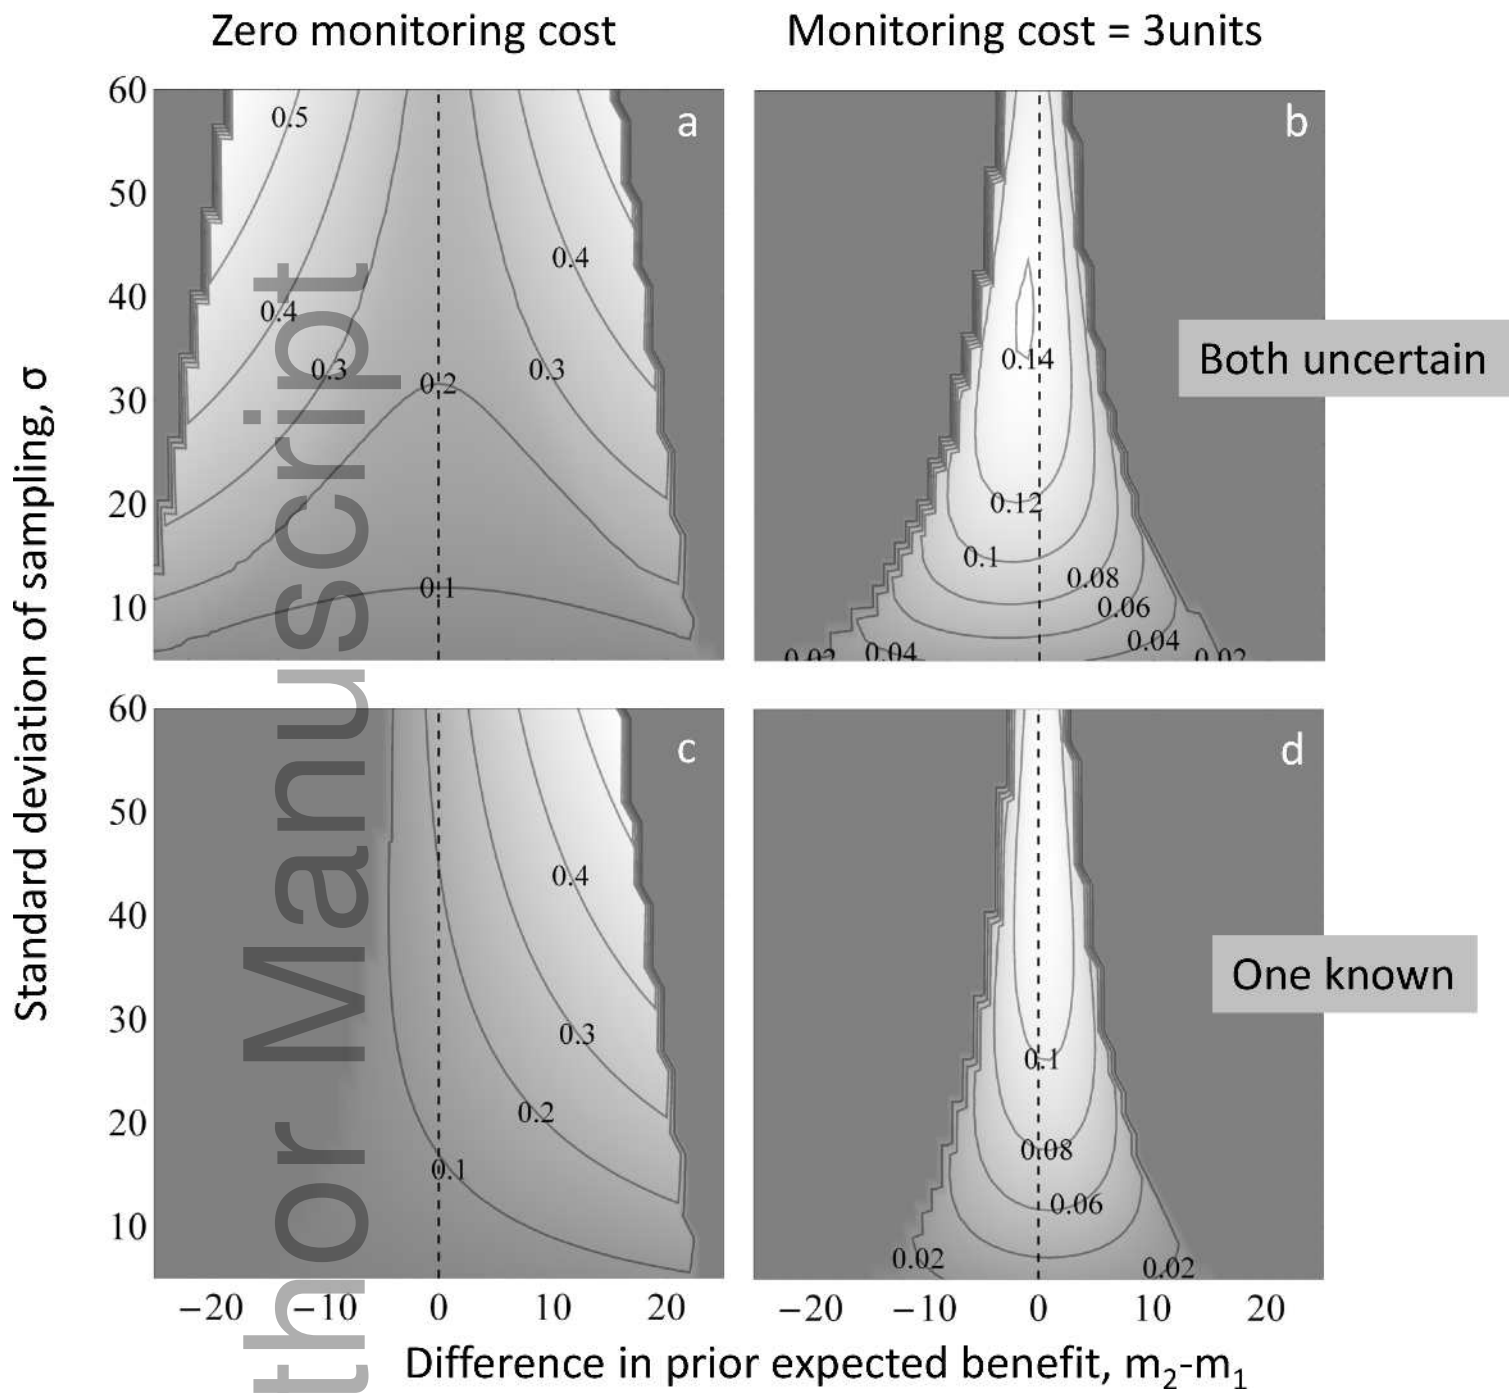 Zero monitoring cost
Monitoring cost = 3units
Standard deviation of sampling, σ
60
50
40
30
20
10
a
0.5
0.4
0.4
0.3
0.3
0.2
0.1
b
0.14
0.12
0.1
0.08
0.06
0.04
0.04
0.02
0.02
Both uncertain
60
50
40
30
20
10
c
0.4
0.3
0.2
0.1
d
0.1
0.08
0.06
0.02
0.02
One known
−20 −10 0 10 20
−20 −10 0 10 20
Difference in prior expected benefit, m₂-m₁
thor Manuscript